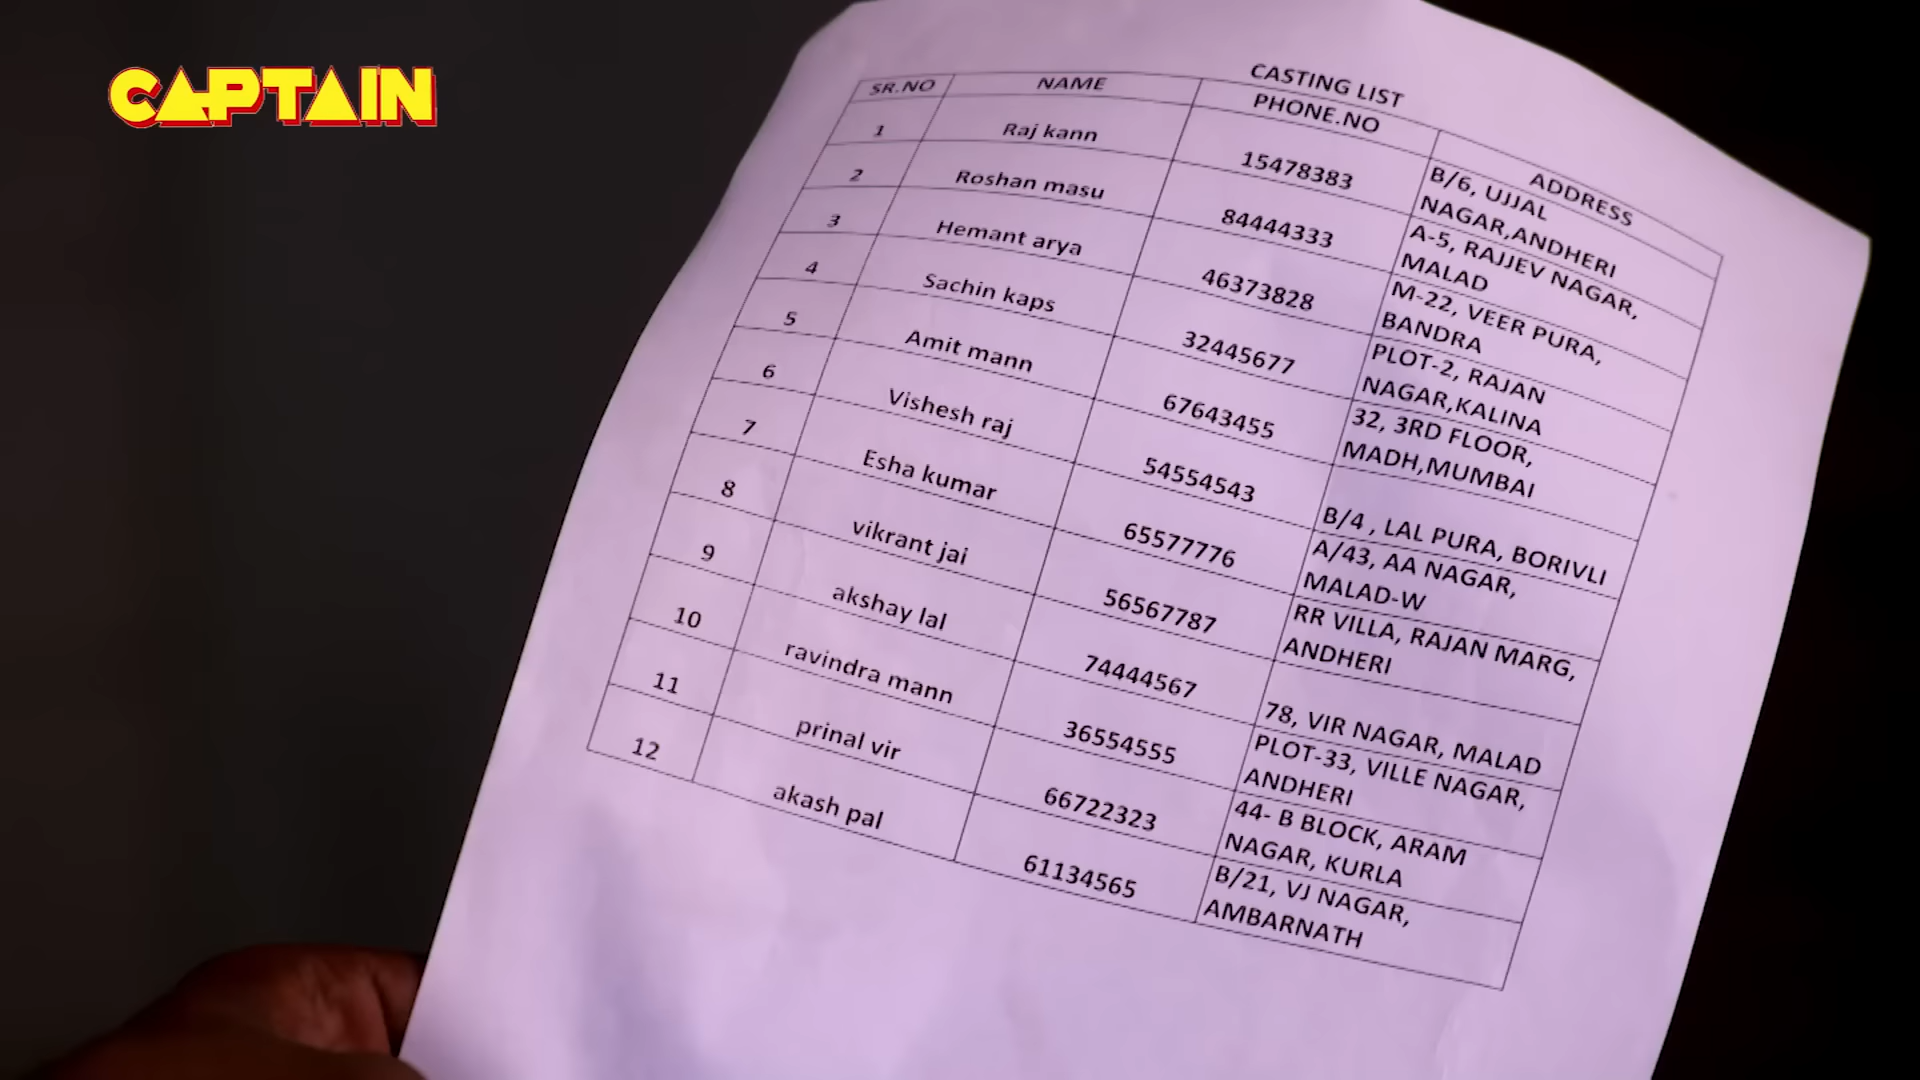 CAPTAIN
CASTING LIST
SR.NO NAME PHONE.NO ADDRESS
1 Raj kann 15478383 B/6, UJJAL
NAGAR,ANDHERI
2 Roshan masu 84444333 A-5, RAJJEV NAGAR,
MALAD
3 Hemant arya 46373828 M-22, VEER PURA,
BANDRA
4 Sachin kaps 32445677 PLOT-2, RAJAN
NAGAR,KALINA
5 Amit mann 67643455 32, 3RD FLOOR,
MADH,MUMBAI
6 Vishesh raj 54554543 B/4 , LAL PURA, BORIVLI
7 Esha kumar 65577776 A/43, AA NAGAR,
MALAD-W
8 vikrant jai 56567787 RR VILLA, RAJAN MARG,
ANDHERI
9 akshay lal 74444567 78, VIR NAGAR, MALAD
10 ravindra mann 36554555 PLOT-33, VILLE NAGAR,
ANDHERI
11 prinal vir 66722323 44- B BLOCK, ARAM
NAGAR, KURLA
12 akash pal 61134565 B/21, VJ NAGAR,
AMBARNATH